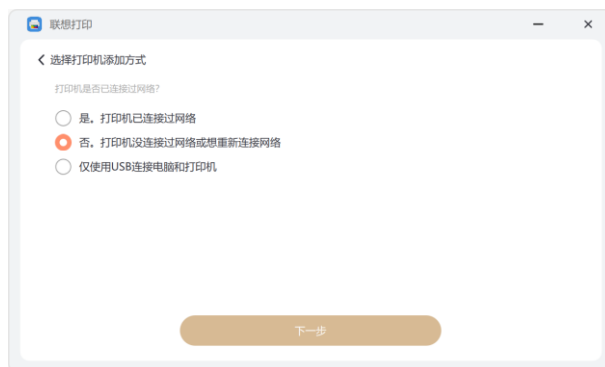 联想打印
选择打印机添加方式
打印机是否已连接过网络?
是，打印机已连接过网络
否，打印机没连接过网络或想重新连接网络
仅使用USB连接电脑和打印机
下一步